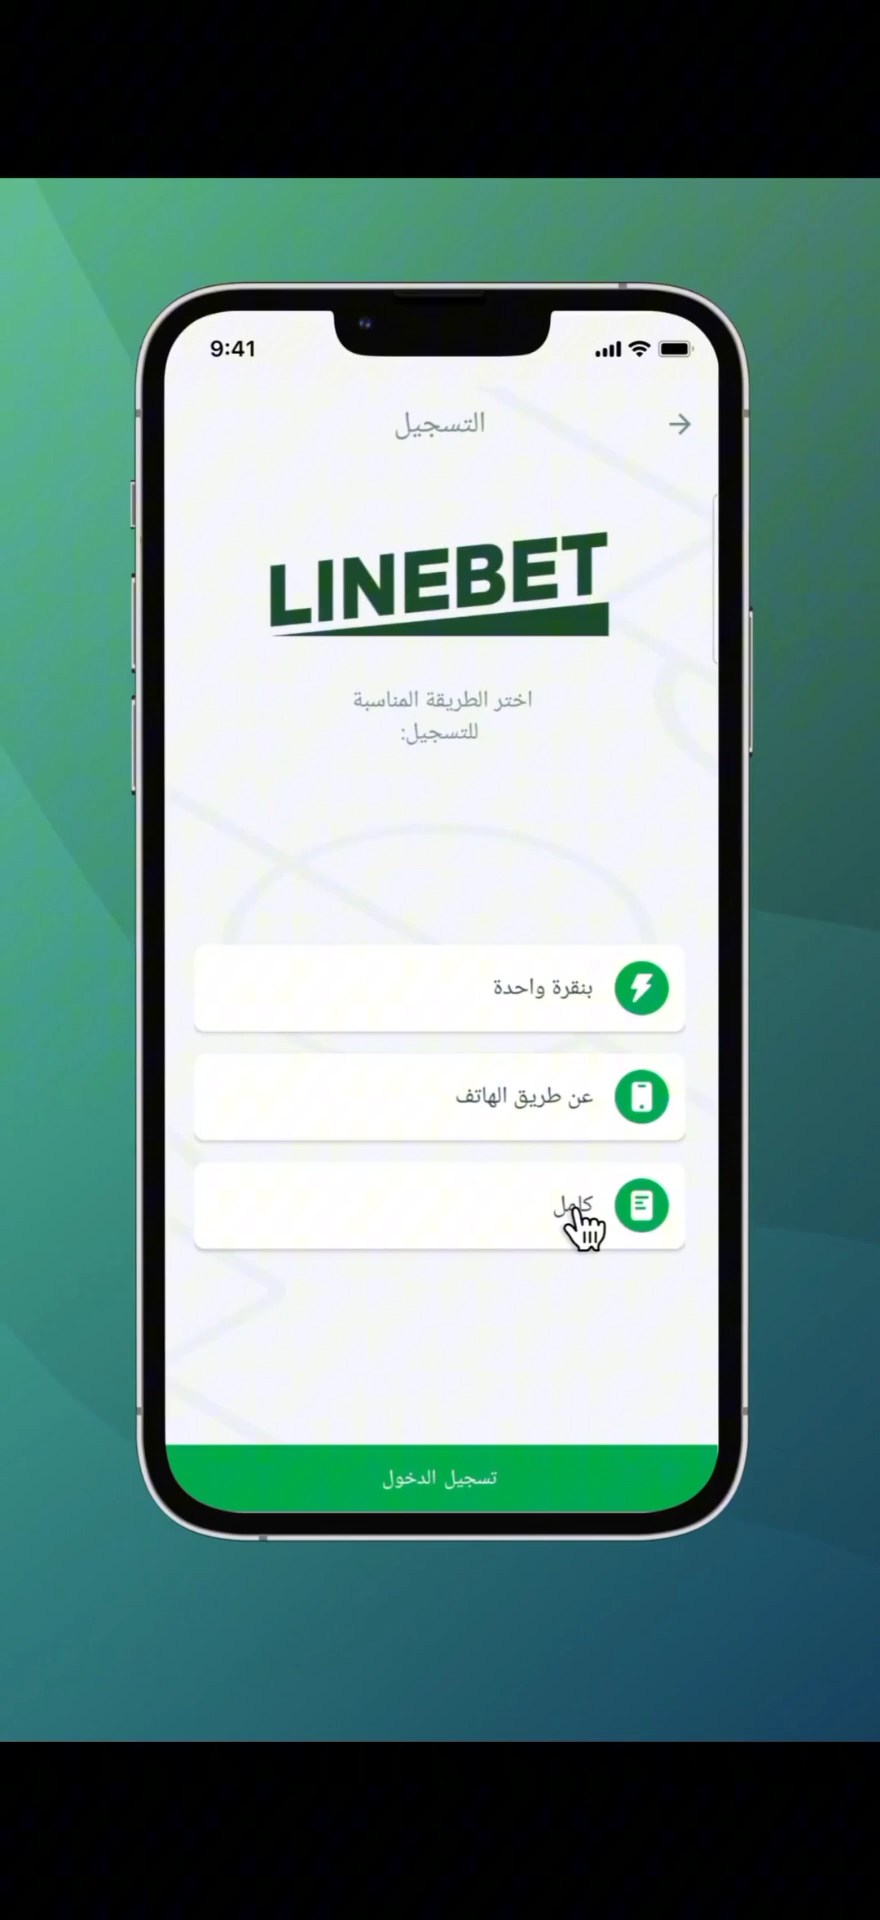 9:41
التسجيل
LINEBET
اختر الطريقة المناسبة
للتسجيل:
بنقرة واحدة
عن طريق الهاتف
كامل
تسجيل الدخول